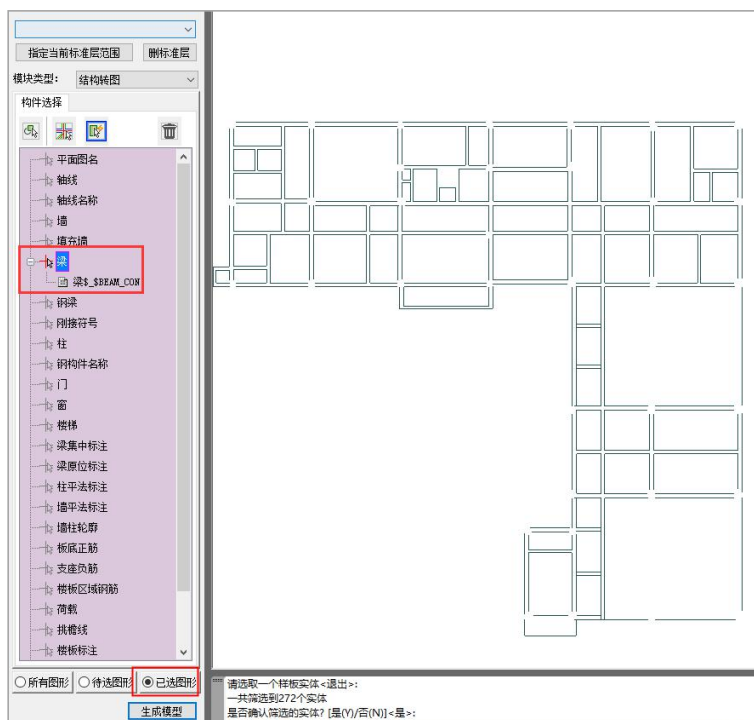 指定当前标准层范围 删标准层
模块类型： 结构转图
构件选择
平面图名
轴线
轴线名称
墙
填充墙
梁
梁$_$BEAM_CON
钢梁
刚接符号
柱
钢构件名称
门
窗
楼梯
梁集中标注
梁原位标注
柱平法标注
墙平法标注
墙柱轮廓
板底正筋
支座负筋
楼板区域钢筋
荷载
挑檐线
楼板标注
所有图形 待选图形 已选图形
生成模型
请选取一个样板实体<退出>:
一共筛选到272个实体
是否确认筛选的实体? [是(Y)/否(N)]<是>: